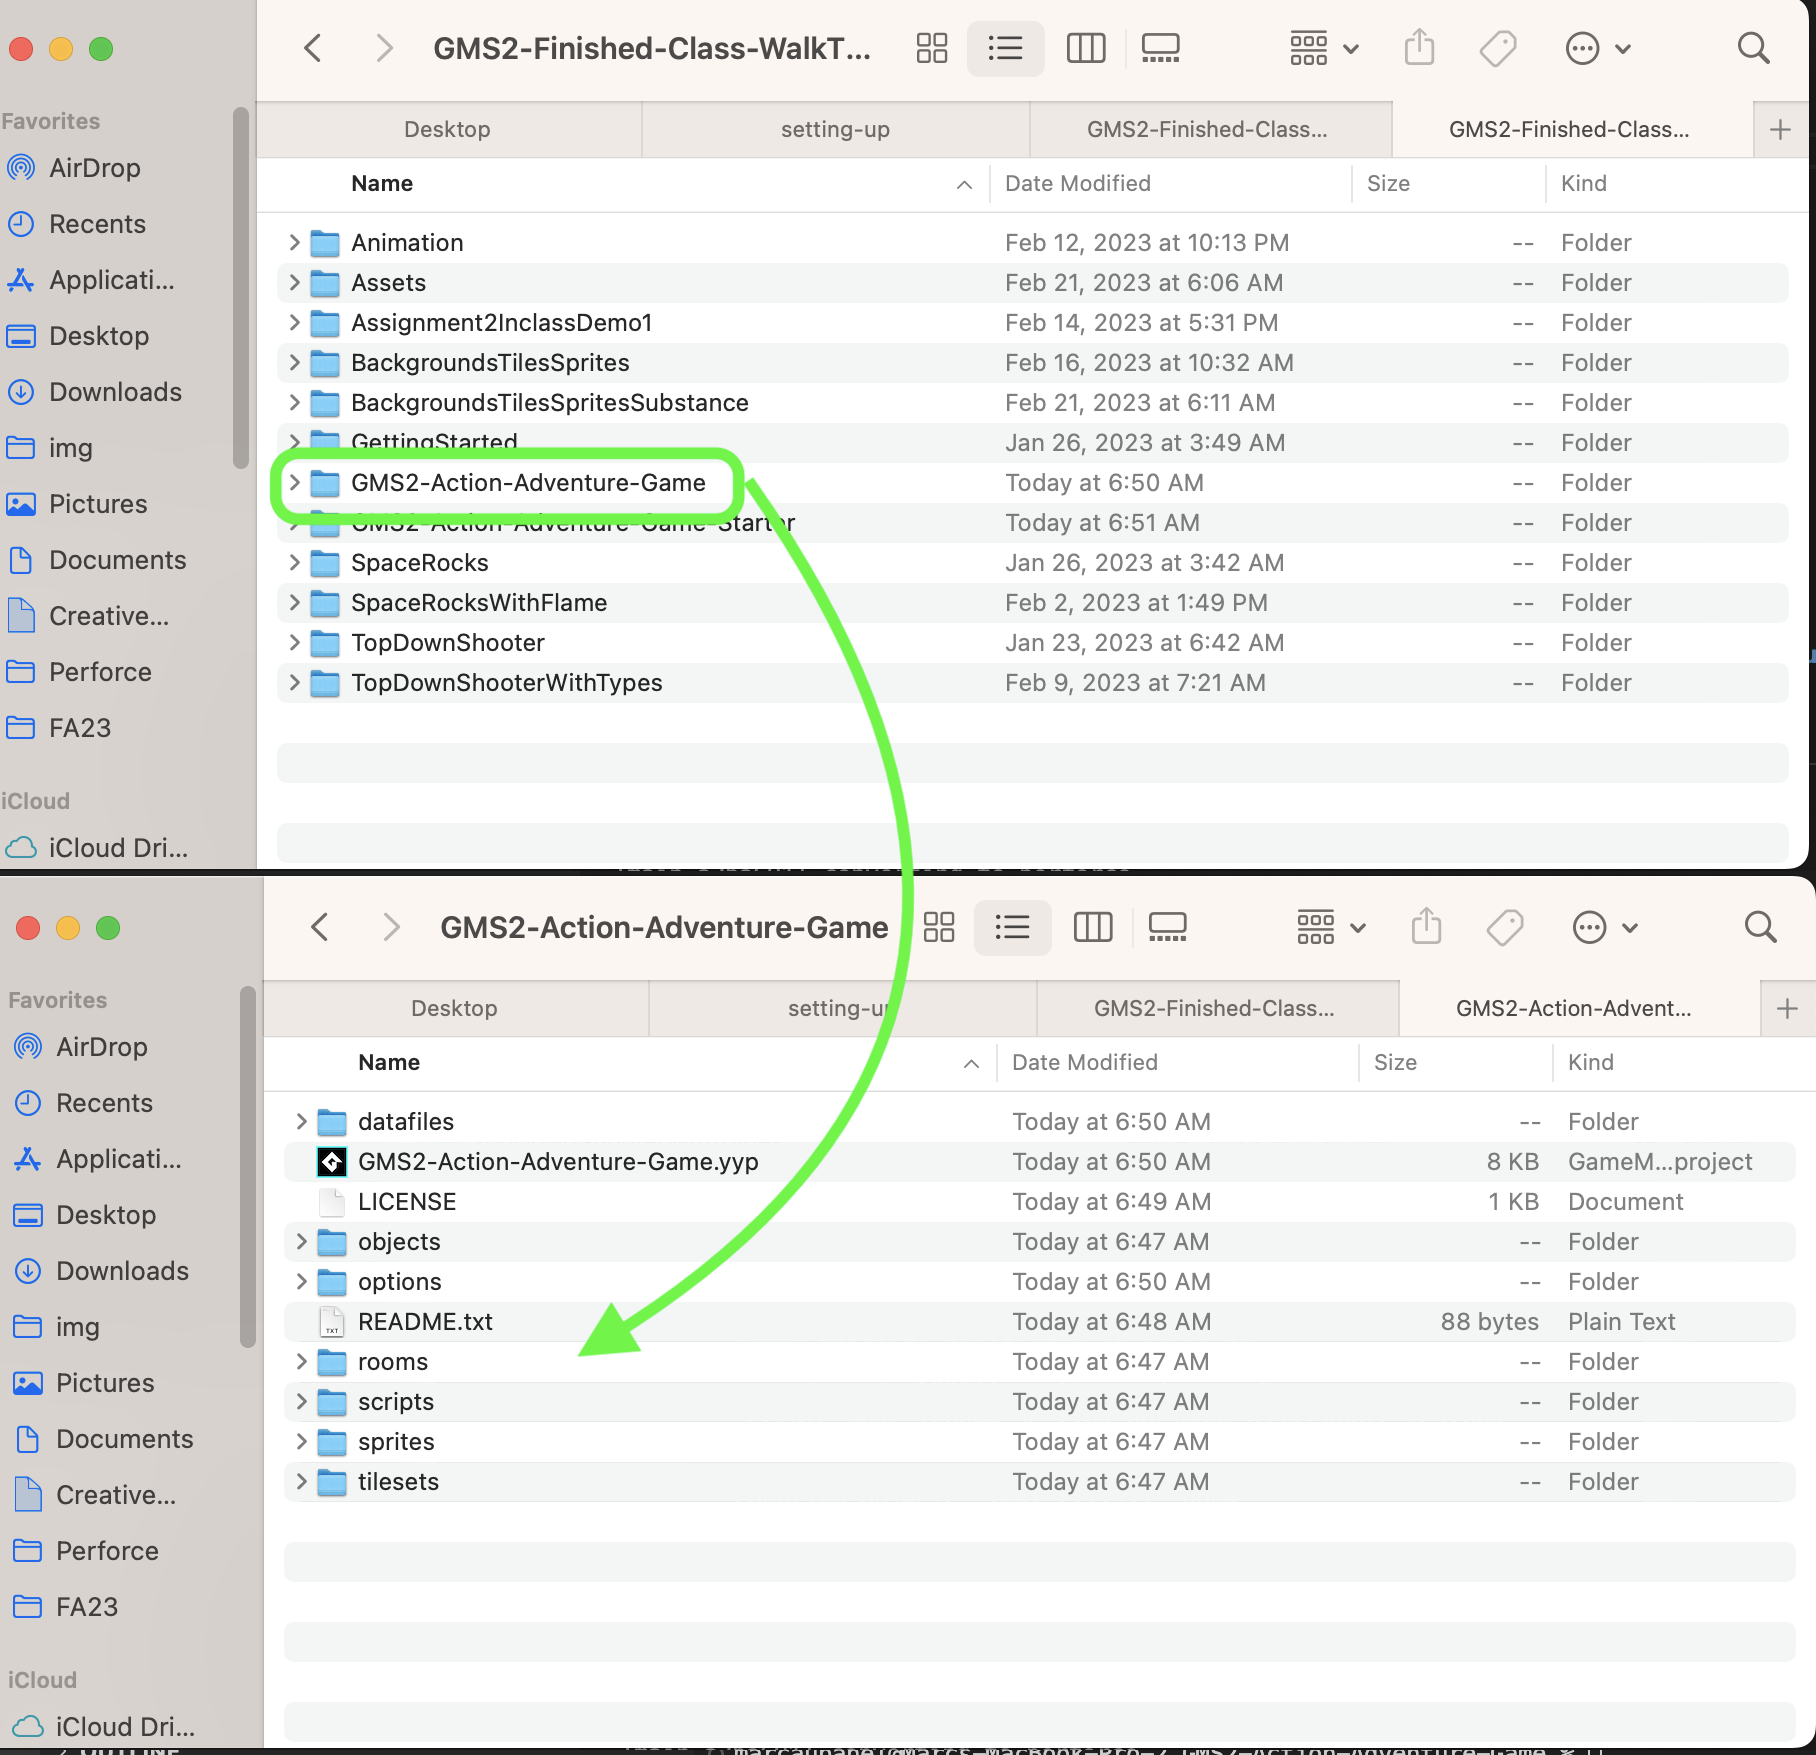 GMS2-Finished-Class-WalkT...
Favorites
AirDrop
Recents
Applicati...
Desktop
Downloads
img
Pictures
Documents
Creative...
Perforce
FA23
iCloud
iCloud Dri...
Desktop setting-up GMS2-Finished-Class... GMS2-Finished-Class...
Name Date Modified Size Kind
Animation Feb 12, 2023 at 10:13 PM -- Folder
Assets Feb 21, 2023 at 6:06 AM -- Folder
Assignment2InclassDemo1 Feb 14, 2023 at 5:31 PM -- Folder
BackgroundsTilesSprites Feb 16, 2023 at 10:32 AM -- Folder
BackgroundsTilesSpritesSubstance Feb 21, 2023 at 6:11 AM -- Folder
GettingStarted Jan 26, 2023 at 3:49 AM -- Folder
GMS2-Action-Adventure-Game Today at 6:50 AM -- Folder
GMS2-Action-Adventure-Game-Starter Today at 6:51 AM -- Folder
SpaceRocks Jan 26, 2023 at 3:42 AM -- Folder
SpaceRocksWithFlame Feb 2, 2023 at 1:49 PM -- Folder
TopDownShooter Jan 23, 2023 at 6:42 AM -- Folder
TopDownShooterWithTypes Feb 9, 2023 at 7:21 AM -- Folder
GMS2-Action-Adventure-Game
Favorites
AirDrop
Recents
Applicati...
Desktop
Downloads
img
Pictures
Documents
Creative...
Perforce
FA23
iCloud
iCloud Dri...
Desktop setting-up GMS2-Finished-Class... GMS2-Action-Advent...
Name Date Modified Size Kind
datafiles Today at 6:50 AM -- Folder
GMS2-Action-Adventure-Game.yyp Today at 6:50 AM 8 KB GameM...project
LICENSE Today at 6:49 AM 1 KB Document
objects Today at 6:47 AM -- Folder
options Today at 6:50 AM -- Folder
README.txt Today at 6:48 AM 88 bytes Plain Text
rooms Today at 6:47 AM -- Folder
scripts Today at 6:47 AM -- Folder
sprites Today at 6:47 AM -- Folder
tilesets Today at 6:47 AM -- Folder